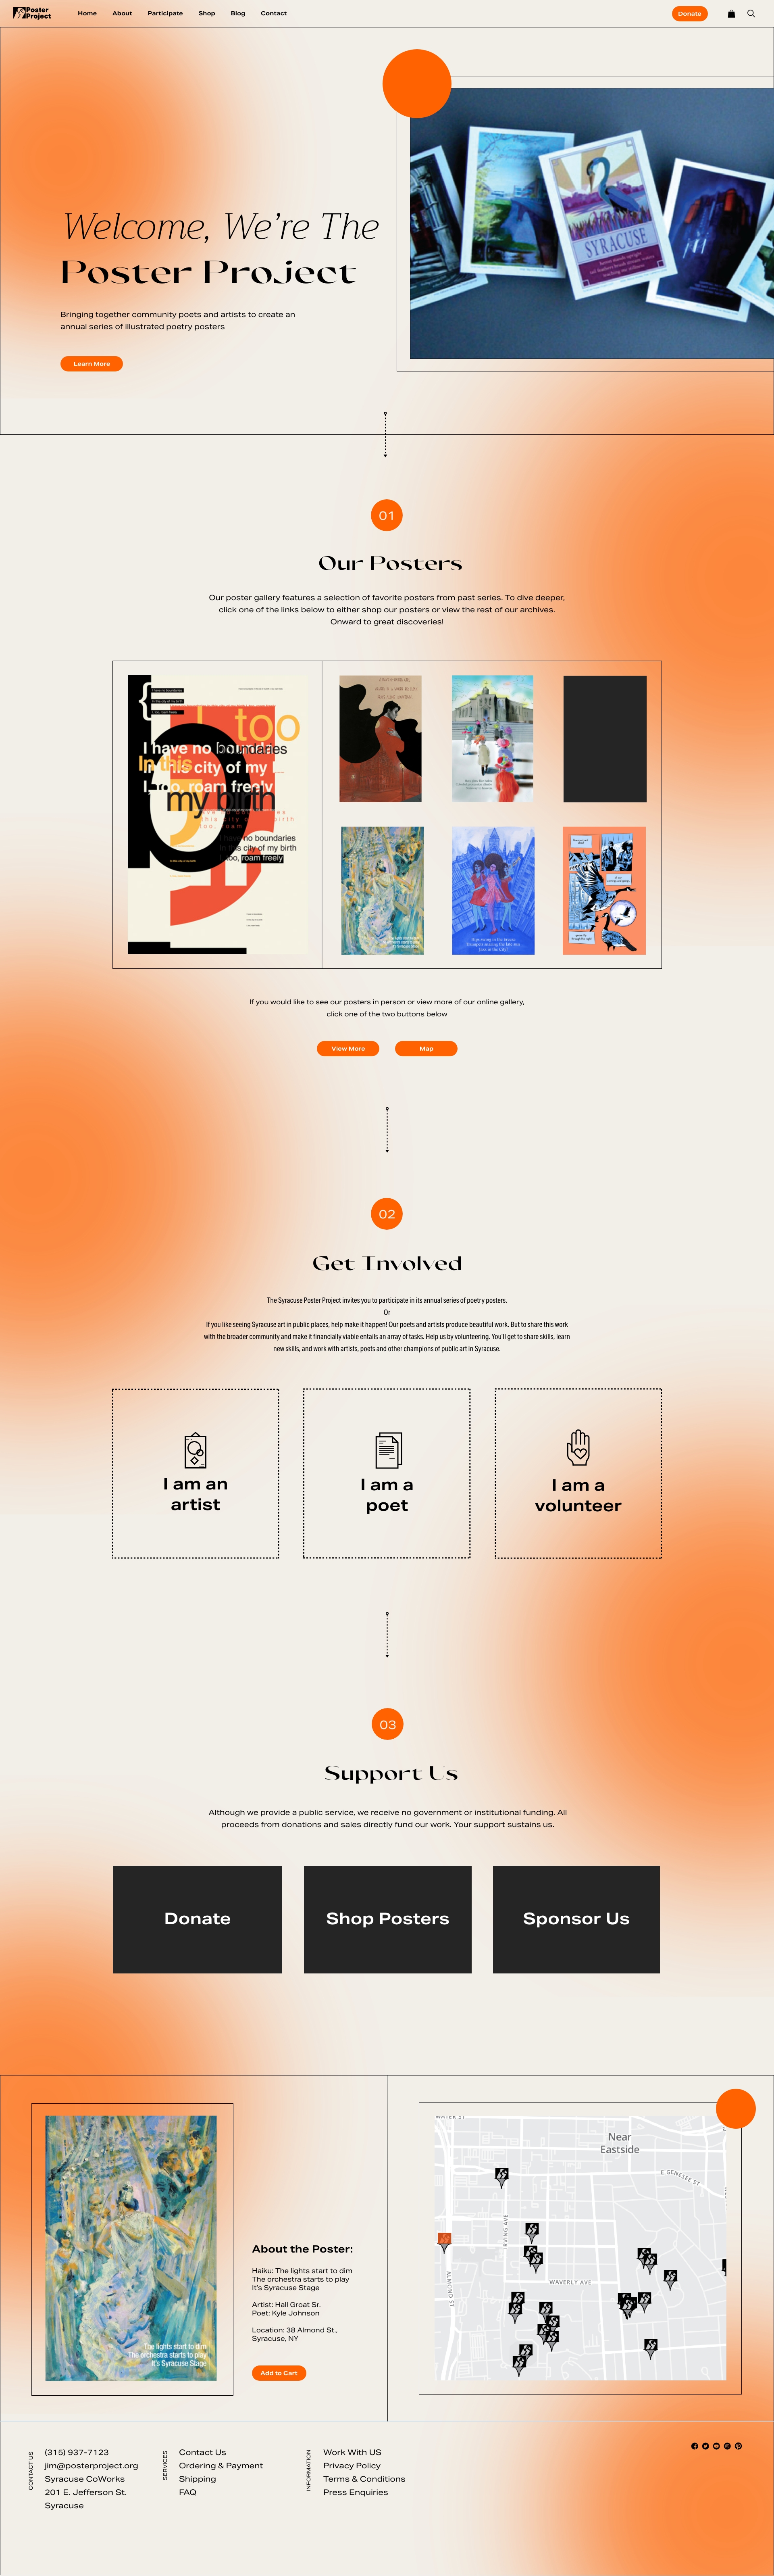 Poster
Project
Home About Participate Shop Blog Contact
Donate
Welcome, We're The
Poster Project
Bringing together community poets and artists to create an
annual series of illustrated poetry posters
Learn More
SYRACUSE
01
Our Posters
Our poster gallery features a selection of favorite posters from past series. To dive deeper,
click one of the links below to either shop our posters or view the rest of our archives.
Onward to great discoveries!
I too
I have no boundaries
In this city of my
I, too, roam freely
my birth
have no boundaries
this city of my birth
too, roam freely
If you would like to see our posters in person or view more of our online gallery,
click one of the two buttons below
View More
Map
02
Get Involved
The Syracuse Poster Project invites you to participate in its annual series of poetry posters.
Or
If you like seeing Syracuse art in public places, help make it happen! Our poets and artists produce beautiful work. But to share this work
with the broader community and make it financially viable entails an array of tasks. Help us by volunteering. You'll get to share skills, learn
new skills, and work with artists, poets and other champions of public art in Syracuse.
I am an
artist
I am a
poet
I am a
volunteer
03
Support Us
Although we provide a public service, we receive no government or institutional funding. All
proceeds from donations and sales directly fund our work. Your support sustains us.
Donate
Shop Posters
Sponsor Us
The lights start to dim
The orchestra starts to play
It's Syracuse Stage
About the Poster:
Haiku: The lights start to dim
The orchestra starts to play
It's Syracuse Stage
Artist: Hall Groat Sr.
Poet: Kyle Johnson
Location: 38 Almond St.,
Syracuse, NY
Add to Cart
WATER ST
Near
Eastside
E GENESEE ST
IRVING AVE
WAVERLY AVE
ALMOND ST
CONTACT US
(315) 937-7123
jim@posterproject.org
Syracuse CoWorks
201 E. Jefferson St.
Syracuse
SERVICES
Contact Us
Ordering & Payment
Shipping
FAQ
INFORMATION
Work With US
Privacy Policy
Terms & Conditions
Press Enquiries